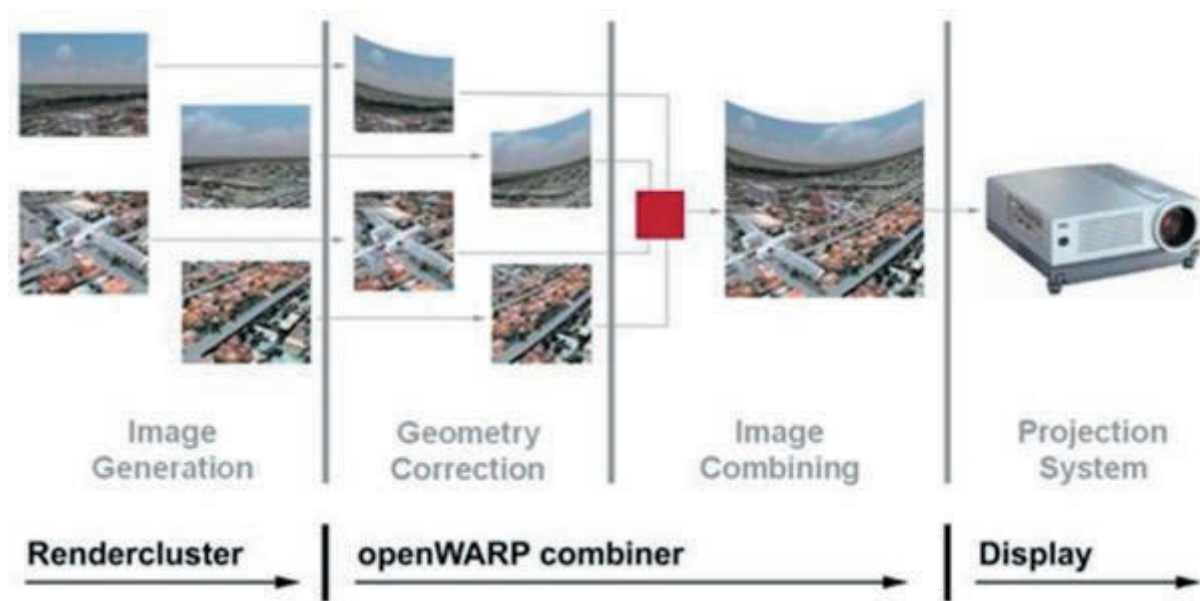 Image
Generation
Geometry
Correction
Image
Combining
Projection
System
Rendercluster
openWARP combiner
Display